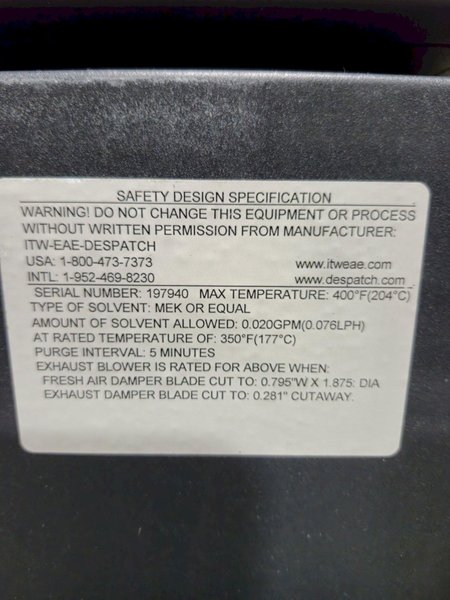 SAFETY DESIGN SPECIFICATION
WARNING! DO NOT CHANGE THIS EQUIPMENT OR PROCESS
WITHOUT WRITTEN PERMISSION FROM MANUFACTURER:
ITW-EAE-DESPATCH
USA: 1-800-473-7373 www.itweae.com
INTL: 1-952-469-8230 www.despatch.com
SERIAL NUMBER: 197940 MAX TEMPERATURE: 400°F(204°C)
TYPE OF SOLVENT: MEK OR EQUAL
AMOUNT OF SOLVENT ALLOWED: 0.020GPM(0.076LPH)
AT RATED TEMPERATURE OF: 350°F(177°C)
PURGE INTERVAL: 5 MINUTES
EXHAUST BLOWER IS RATED FOR ABOVE WHEN:
FRESH AIR DAMPER BLADE CUT TO: 0.795"W X 1.875: DIA
EXHAUST DAMPER BLADE CUT TO: 0.281" CUTAWAY.